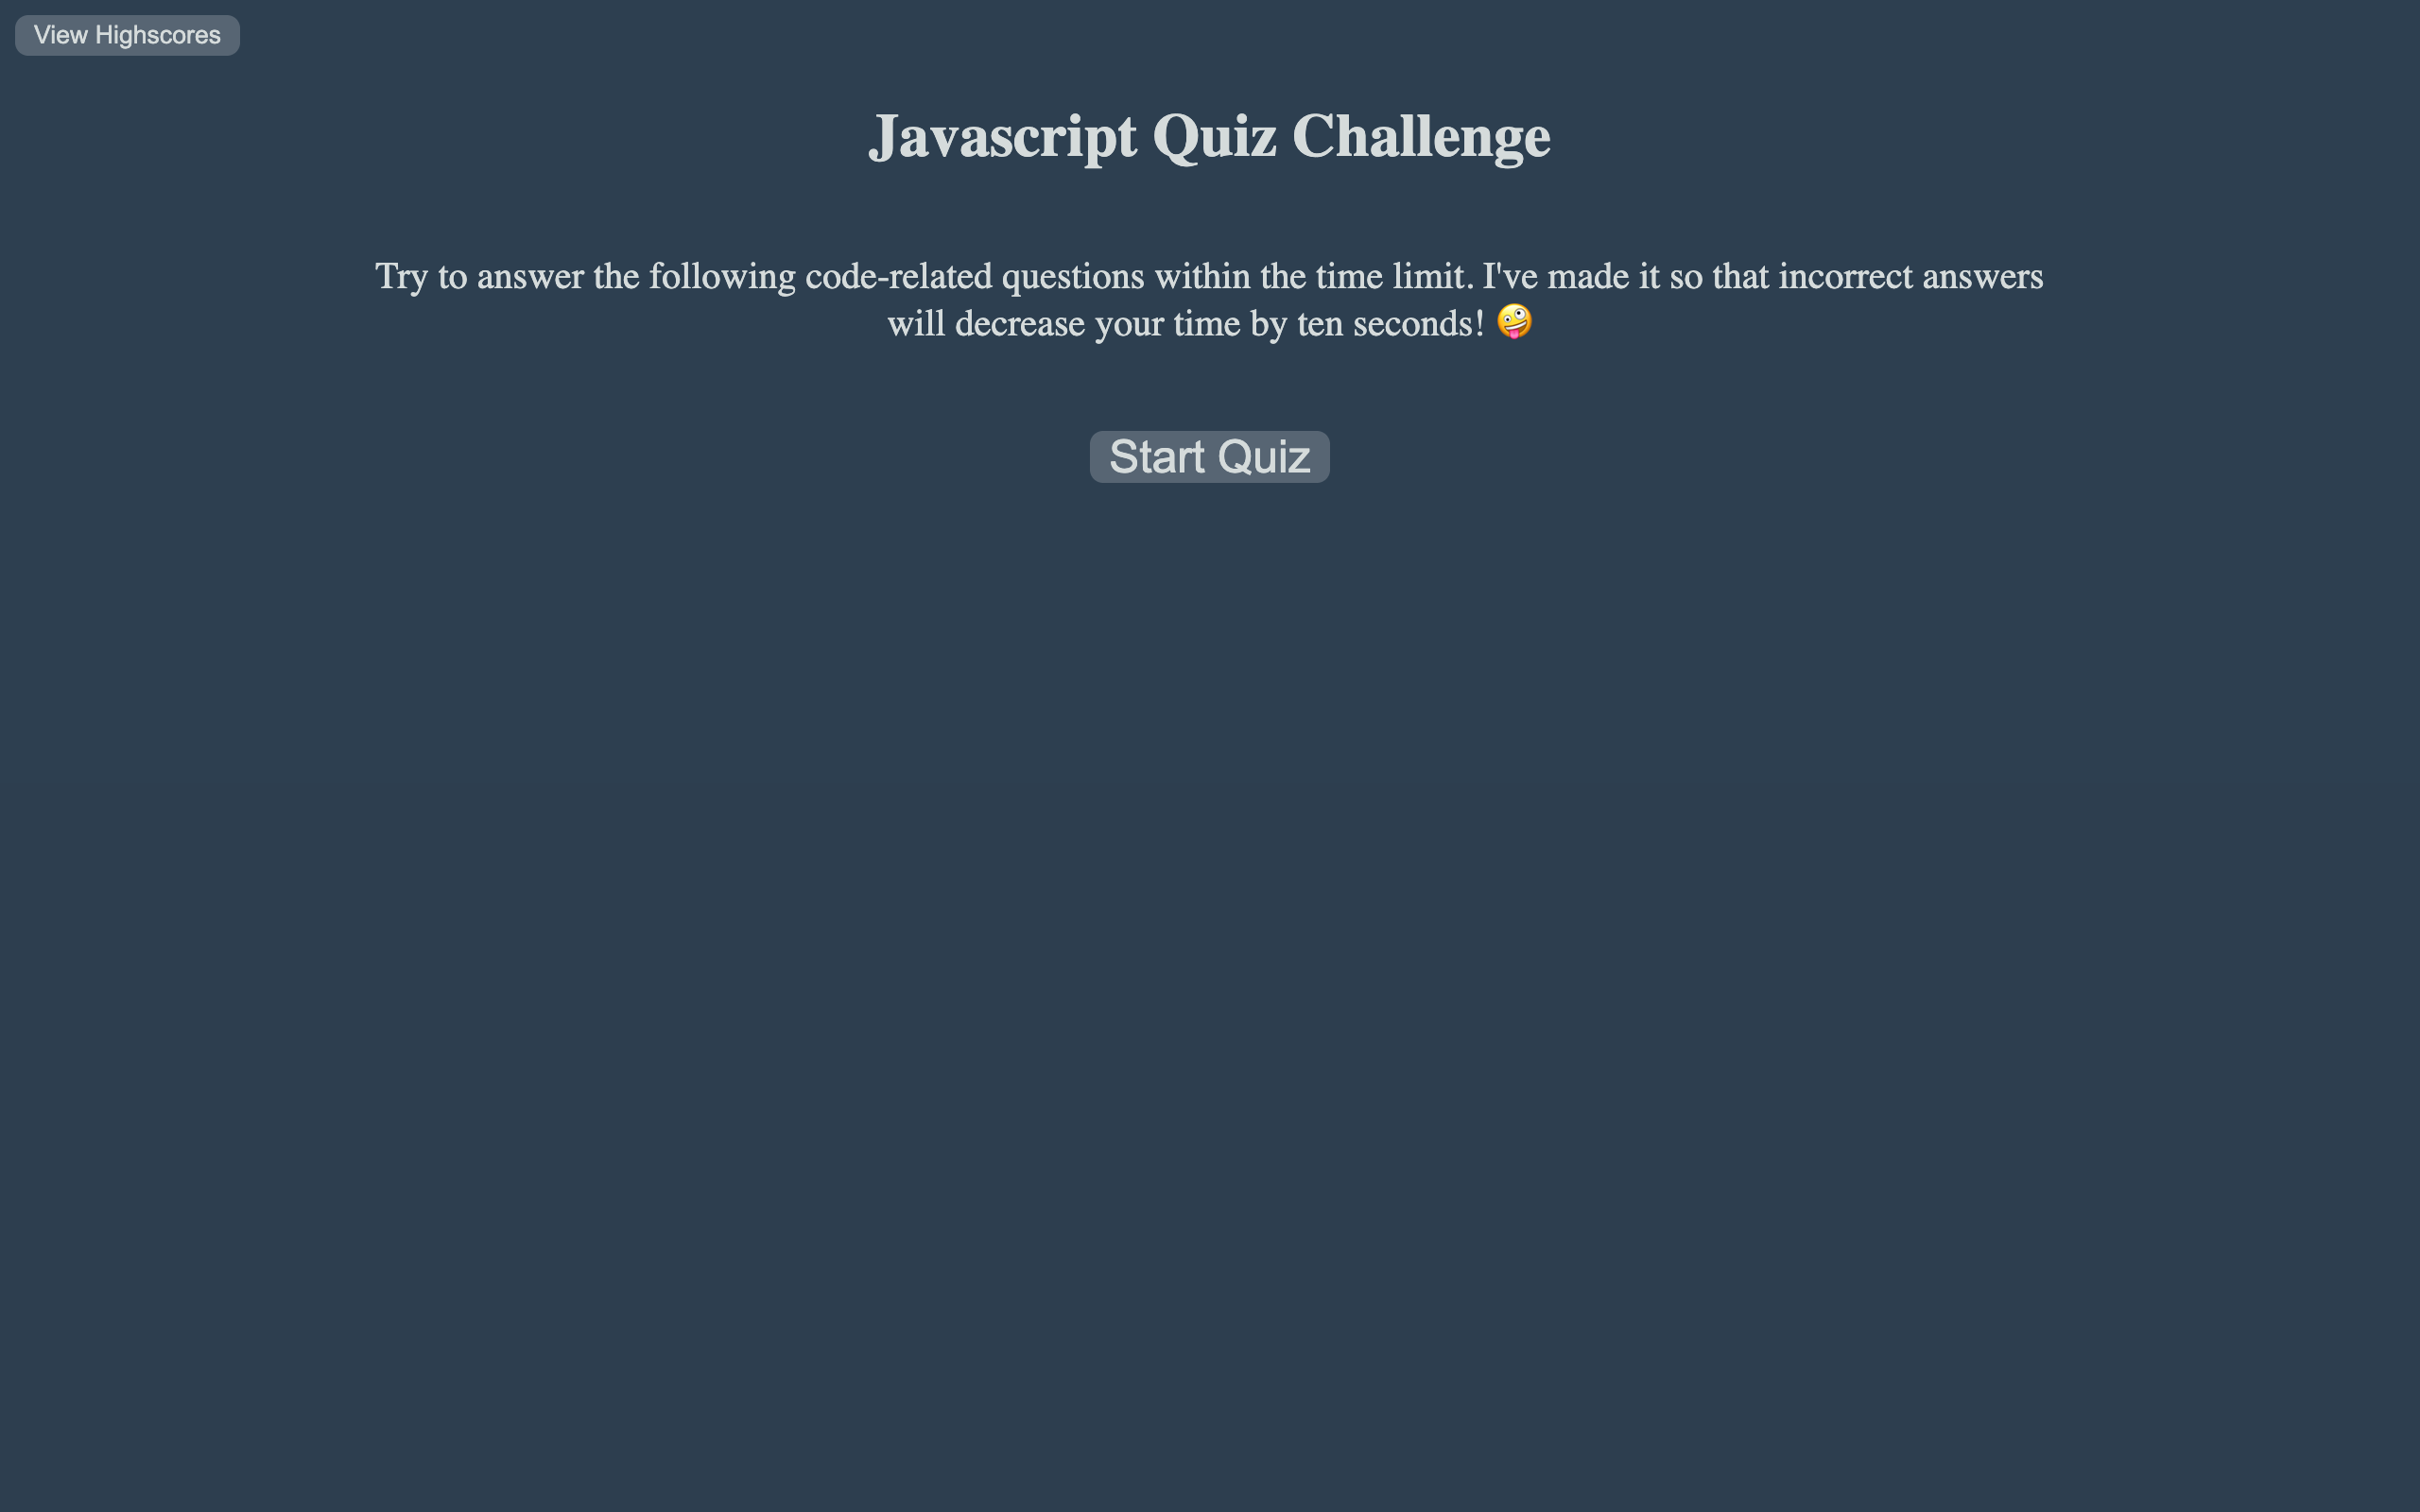 View Highscores
Javascript Quiz Challenge
Try to answer the following code-related questions within the time limit. I've made it so that incorrect answers
will decrease your time by ten seconds! 🤪
Start Quiz